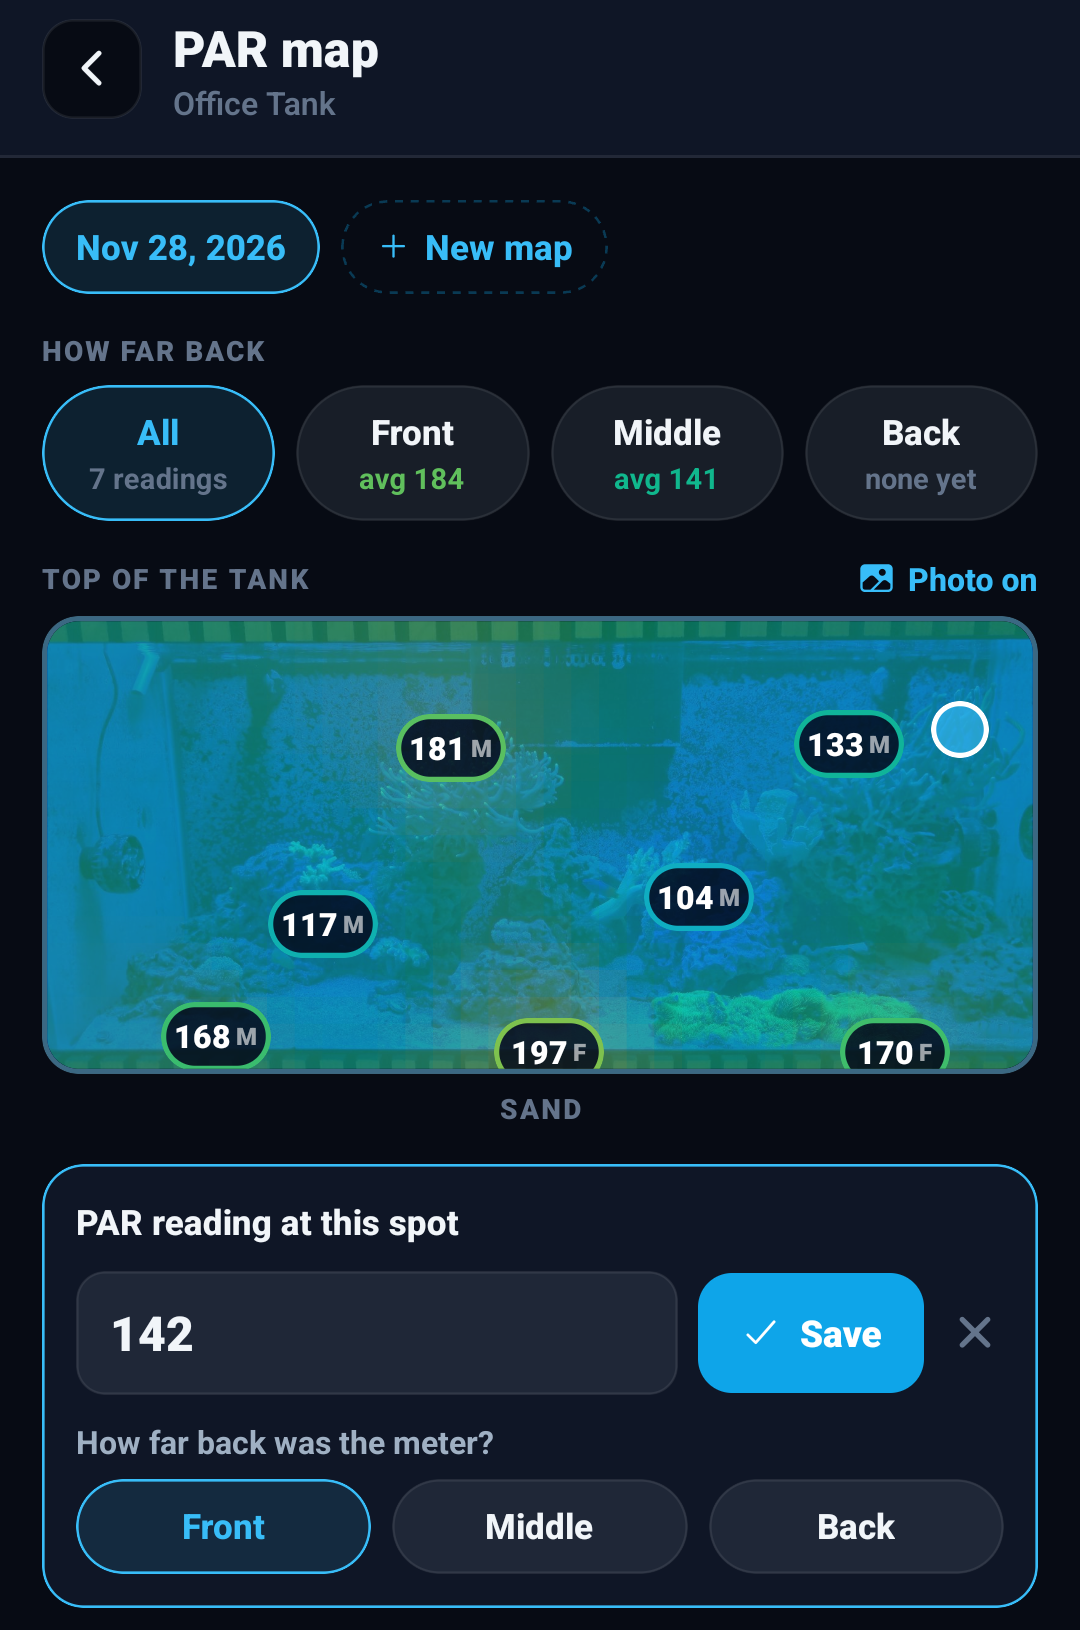 PAR map
Office Tank
Nov 28, 2026
+ New map
HOW FAR BACK
All
7 readings
Front
avg 184
Middle
avg 141
Back
none yet
TOP OF THE TANK
Photo on
181 M
133 M
117 M
104 M
168 M
197 F
170 F
SAND
PAR reading at this spot
142
Save
How far back was the meter?
Front
Middle
Back